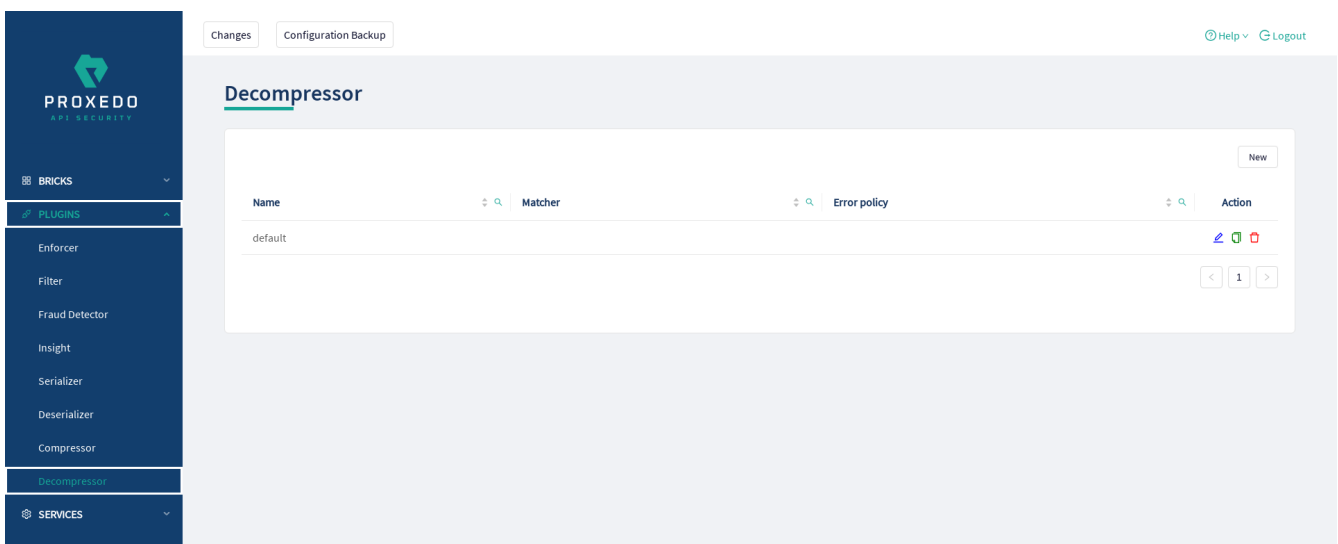 Changes Configuration Backup Help Logout
PROXEDO
API SECURITY
Decompressor
New
BRICKS
PLUGINS
Enforcer
Filter
Fraud Detector
Insight
Serializer
Deserializer
Compressor
Decompressor
SERVICES
Name Matcher Error policy Action
default
< 1 >